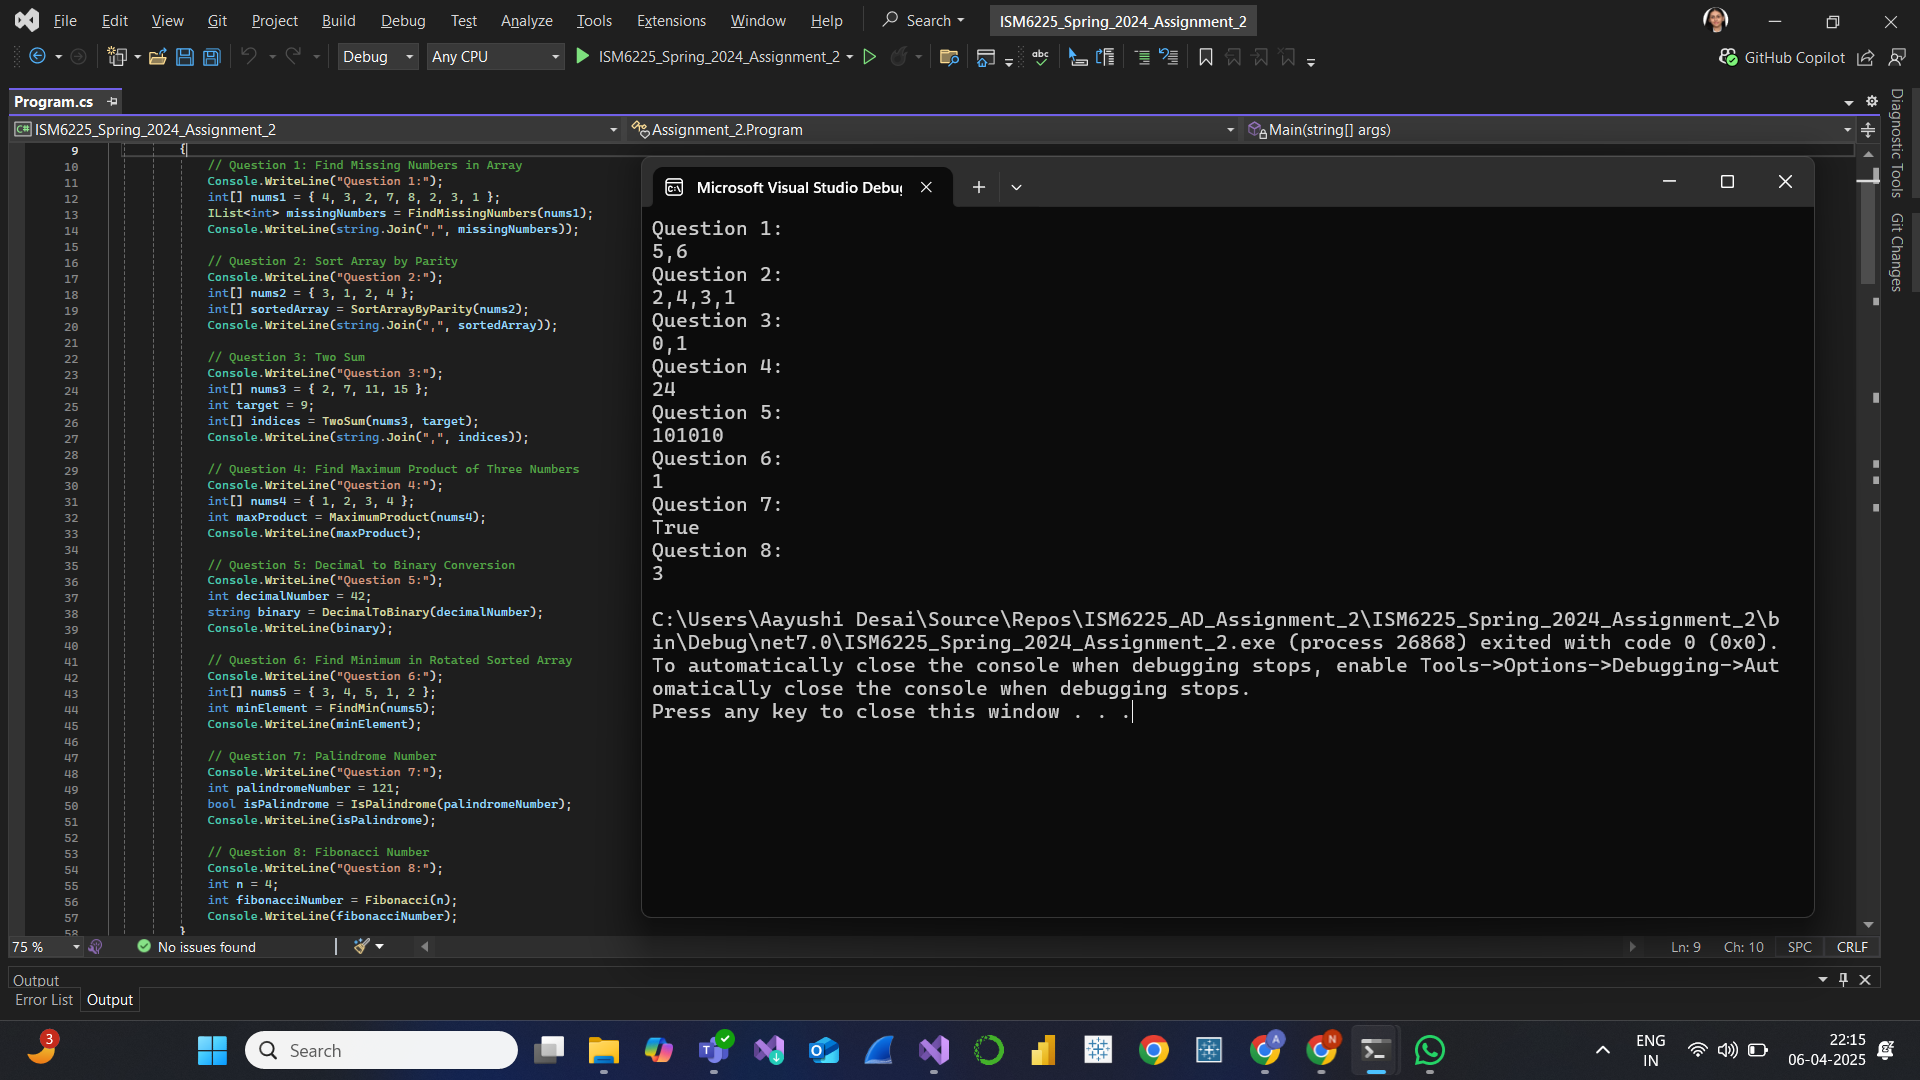 File Edit View Git Project Build Debug Test Analyze Tools Extensions Window Help Search ISM6225_Spring_2024_Assignment_2
Debug Any CPU ISM6225_Spring_2024_Assignment_2 abc GitHub Copilot
Program.cs
C# ISM6225_Spring_2024_Assignment_2 Assignment_2.Program Main(string[] args)
9 {
10 // Question 1: Find Missing Numbers in Array
11 Console.WriteLine("Question 1:");
12 int[] nums1 = { 4, 3, 2, 7, 8, 2, 3, 1 };
13 IList<int> missingNumbers = FindMissingNumbers(nums1);
14 Console.WriteLine(string.Join(",", missingNumbers));
15
16 // Question 2: Sort Array by Parity
17 Console.WriteLine("Question 2:");
18 int[] nums2 = { 3, 1, 2, 4 };
19 int[] sortedArray = SortArrayByParity(nums2);
20 Console.WriteLine(string.Join(",", sortedArray));
21
22 // Question 3: Two Sum
23 Console.WriteLine("Question 3:");
24 int[] nums3 = { 2, 7, 11, 15 };
25 int target = 9;
26 int[] indices = TwoSum(nums3, target);
27 Console.WriteLine(string.Join(",", indices));
28
29 // Question 4: Find Maximum Product of Three Numbers
30 Console.WriteLine("Question 4:");
31 int[] nums4 = { 1, 2, 3, 4 };
32 int maxProduct = MaximumProduct(nums4);
33 Console.WriteLine(maxProduct);
34
35 // Question 5: Decimal to Binary Conversion
36 Console.WriteLine("Question 5:");
37 int decimalNumber = 42;
38 string binary = DecimalToBinary(decimalNumber);
39 Console.WriteLine(binary);
40
41 // Question 6: Find Minimum in Rotated Sorted Array
42 Console.WriteLine("Question 6:");
43 int[] nums5 = { 3, 4, 5, 1, 2 };
44 int minElement = FindMin(nums5);
45 Console.WriteLine(minElement);
46
47 // Question 7: Palindrome Number
48 Console.WriteLine("Question 7:");
49 int palindromeNumber = 121;
50 bool isPalindrome = IsPalindrome(palindromeNumber);
51 Console.WriteLine(isPalindrome);
52
53 // Question 8: Fibonacci Number
54 Console.WriteLine("Question 8:");
55 int n = 4;
56 int fibonacciNumber = Fibonacci(n);
57 Console.WriteLine(fibonacciNumber);
58 }
Microsoft Visual Studio Debug
Question 1:
5,6
Question 2:
2,4,3,1
Question 3:
0,1
Question 4:
24
Question 5:
101010
Question 6:
1
Question 7:
True
Question 8:
3
C:\Users\Aayushi Desai\Source\Repos\ISM6225_AD_Assignment_2\ISM6225_Spring_2024_Assignment_2\b
in\Debug\net7.0\ISM6225_Spring_2024_Assignment_2.exe (process 26868) exited with code 0 (0x0).
To automatically close the console when debugging stops, enable Tools->Options->Debugging->Aut
omatically close the console when debugging stops.
Press any key to close this window . . .
Diagnostic Tools
Git Changes
75 % No issues found Ln: 9 Ch: 10 SPC CRLF
Output
Error List Output
3 Search A N ENG 22:15
IN 06-04-2025